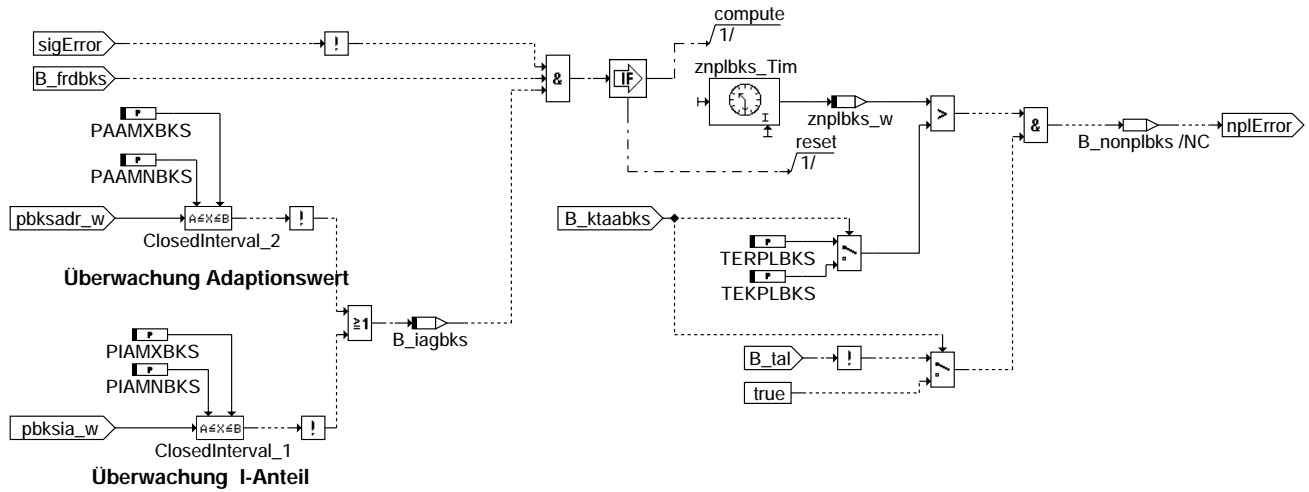 compute
1/
sigError
!
B_frdbks
&
IF
znplbks_Tim
I
znplbks_w
>
&
B_nonplbks /NC
nplError
reset
1/
P
PAAMXBKS
P
PAAMNBKS
pbksadr_w
A≤X≤B
!
ClosedInterval_2
Überwachung Adaptionswert
B_ktaabks
P
TERPLBKS
P
TEKPLBKS
≥1
B_iagbks
P
PIAMXBKS
P
PIAMNBKS
B_tal
!
true
pbksia_w
A≤X≤B
!
ClosedInterval_1
Überwachung I-Anteil